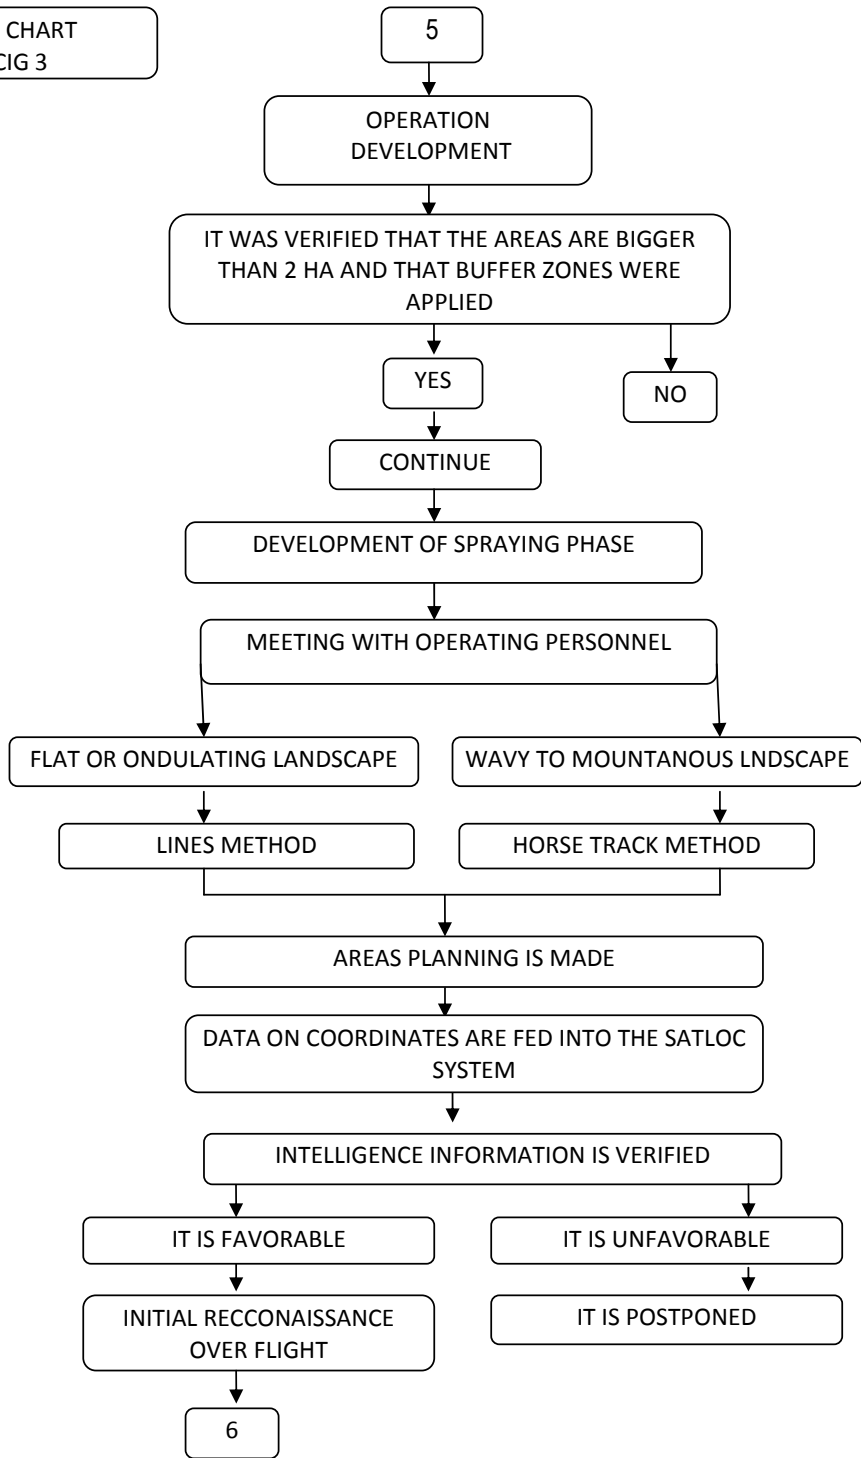 CHART
CIG 3
5
OPERATION
DEVELOPMENT
IT WAS VERIFIED THAT THE AREAS ARE BIGGER
THAN 2 HA AND THAT BUFFER ZONES WERE
APPLIED
YES
NO
CONTINUE
DEVELOPMENT OF SPRAYING PHASE
MEETING WITH OPERATING PERSONNEL
FLAT OR ONDULATING LANDSCAPE
WAVY TO MOUNTANOUS LNDSCAPE
LINES METHOD
HORSE TRACK METHOD
AREAS PLANNING IS MADE
DATA ON COORDINATES ARE FED INTO THE SATLOC
SYSTEM
INTELLIGENCE INFORMATION IS VERIFIED
IT IS FAVORABLE
IT IS UNFAVORABLE
INITIAL RECCONAISSANCE
OVER FLIGHT
IT IS POSTPONED
6